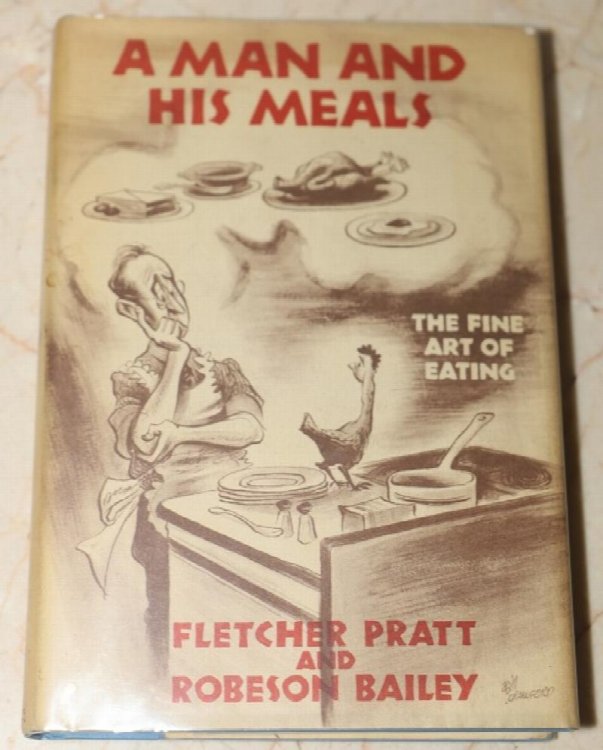 A MAN AND
HIS MEALS
THE FINE
ART OF
EATING
FLETCHER PRATT
AND
ROBESON BAILEY